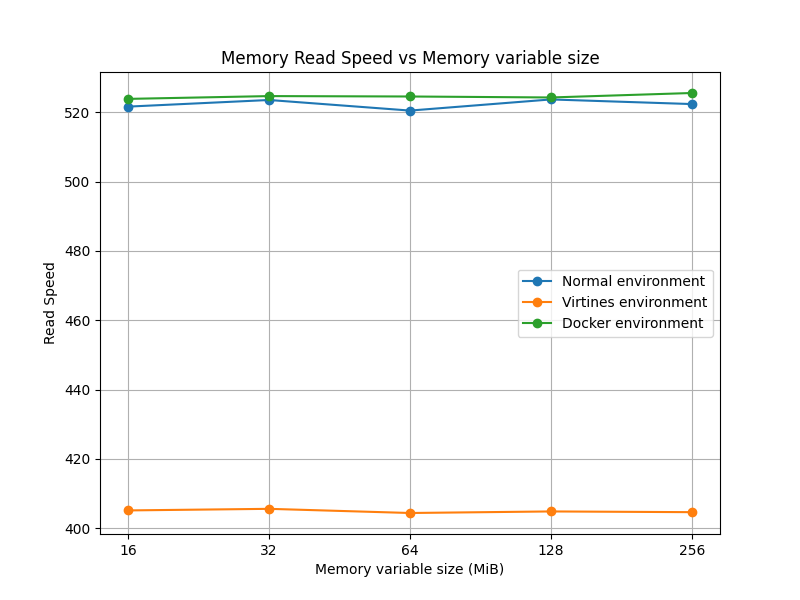 Memory Read Speed vs Memory variable size
Read Speed
520
500
480
460
440
420
400
Normal environment
Virtines environment
Docker environment
16 32 64 128 256
Memory variable size (MiB)